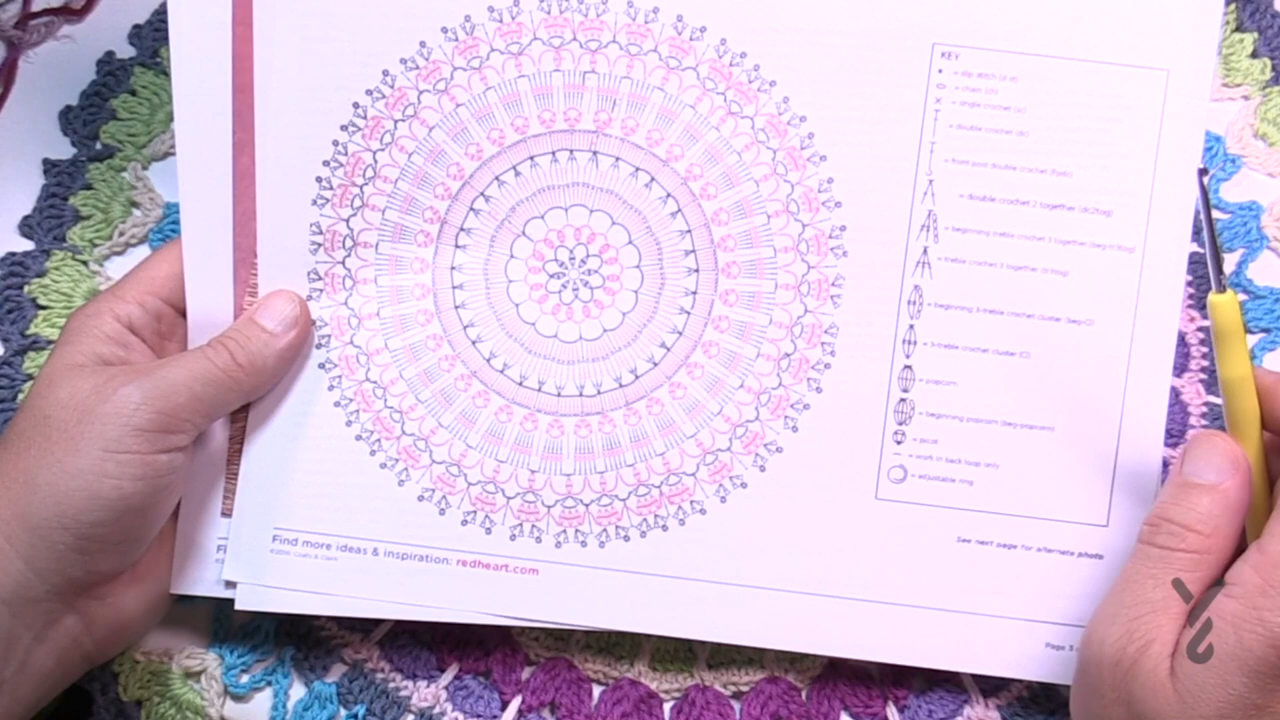 KEY
= slip stitch (sl st)
= chain (ch)
= single crochet (sc)
= double crochet (dc)
= front post double crochet (fpdc)
= double crochet 2 together (dc2tog)
= beginning treble crochet 3 together (beg-tr3tog)
= treble crochet 3 together (tr3tog)
= beginning 3-treble crochet cluster (beg-Cl)
= 3-treble crochet cluster (Cl)
= popcorn
= beginning popcorn (beg-popcorn)
= picot
= work in back loop only
= adjustable ring
See next page for alternate photo
Find more ideas & inspiration: redheart.com
Page 3